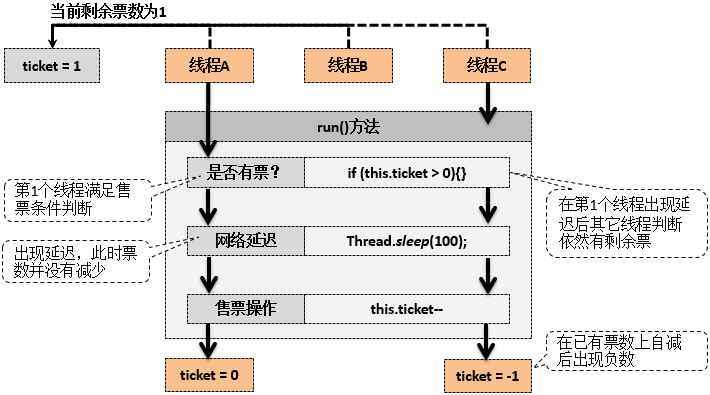 当前剩余票数为1
ticket = 1
线程A
线程B
线程C
run()方法
是否有票？
if (this.ticket > 0){}
第1个线程满足售
票条件判断
在第1个线程出现延
迟后其它线程判断
依然有剩余票
网络延迟
Thread.sleep(100);
出现延迟，此时票
数并没有减少
售票操作
this.ticket--
在已有票数上自减
后出现负数
ticket = 0
ticket = -1